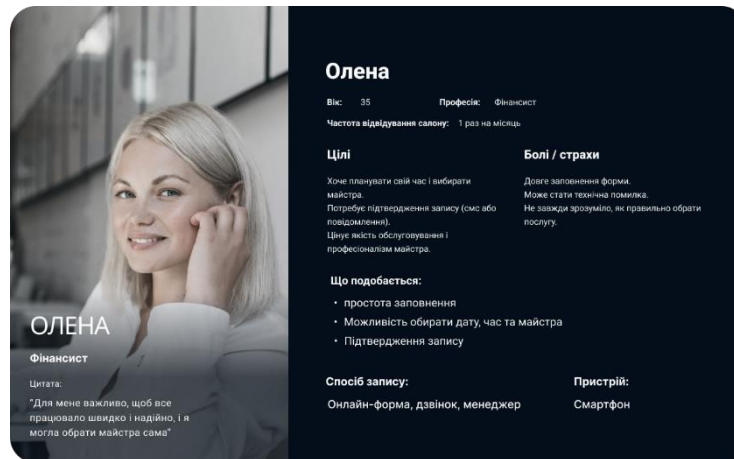 ОЛЕНА
Фінансист
Цитата:
"Для мене важливо, щоб все
працювало швидко і надійно, і я
могла обрати майстра сама"
Олена
Вік: 35 Професія: Фінансист
Частота відвідування салону: 1 раз на місяць
Цілі
Хоче планувати свій час і вибирати
майстра.
Потребує підтвердження запису (смс або
повідомлення).
Цінує якість обслуговування і
професіоналізм майстра.
Болі / страхи
Довге заповнення форми.
Може стати технічна помилка.
Не завжди зрозуміло, як правильно обрати
послугу.
Що подобається:
• простота заповнення
• Можливість обирати дату, час та майстра
• Підтвердження запису
Спосіб запису:
Онлайн-форма, дзвінок, менеджер
Пристрій:
Смартфон